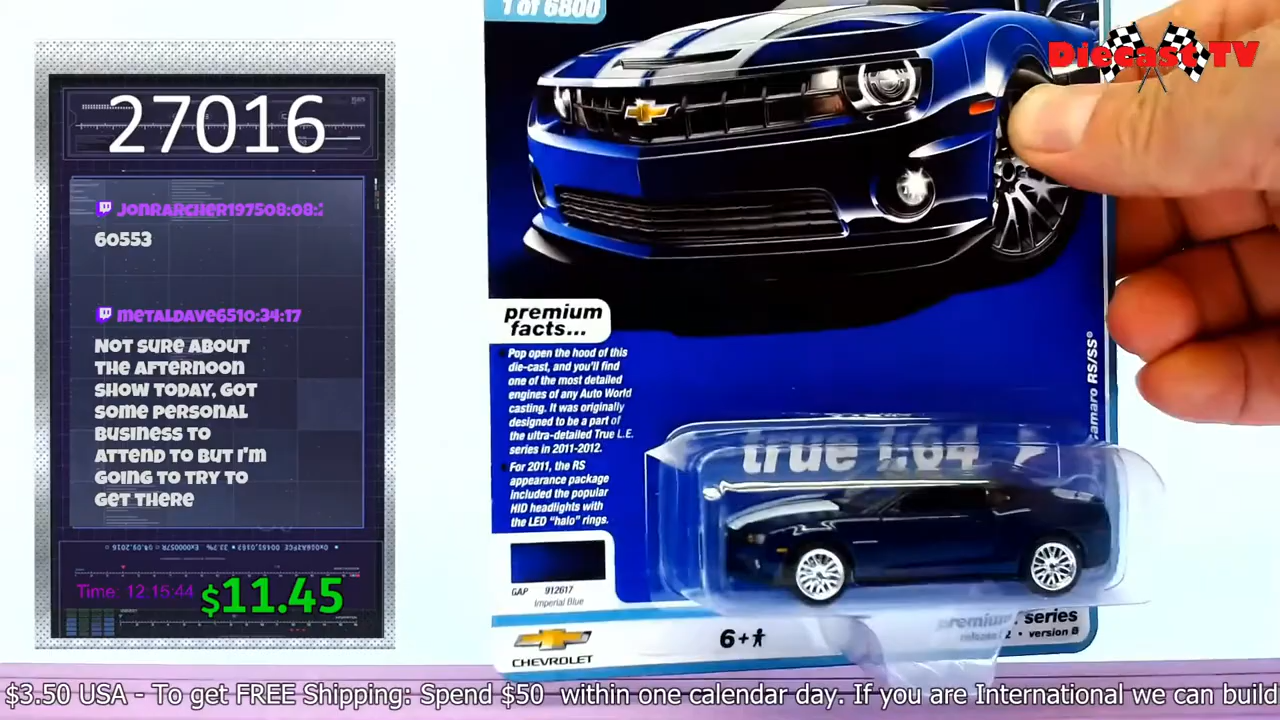 27016
jonrarcher197508:08:
60553
metaldave6510:34:17
Not sure about
the afternoon
show today, got
some personal
business to
attend to but I'm
going to try to
get there
Time: 12:15:44
$11.45
1 of 6800
Diecast TV
premium
facts...
Pop open the hood of this
die-cast, and you'll find
one of the most detailed
engines of any Auto World
casting. It was originally
designed to be a part of
the ultra-detailed True L.E.
series in 2011-2012.
For 2011, the RS
appearance package
included the popular
HID headlights with
the LED "halo" rings.
GAP 912617
Imperial Blue
CHEVROLET
6+
true 1:64
camaro RS/SS®
premium series
version B
$3.50 USA - To get FREE Shipping: Spend $50 within one calendar day. If you are International we can build